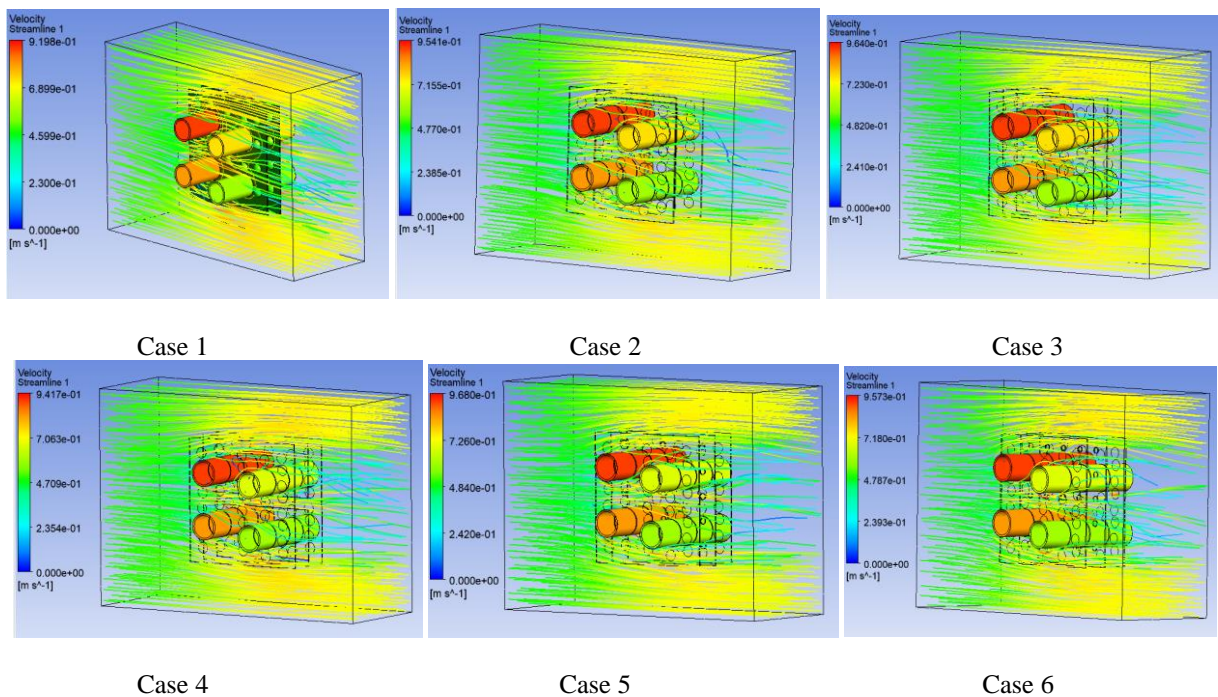 Velocity
Streamline 1
9.198e-01
6.899e-01
4.599e-01
2.300e-01
0.000e+00
[m s^-1]
Velocity
Streamline 1
9.541e-01
7.155e-01
4.770e-01
2.385e-01
0.000e+00
[m s^-1]
Velocity
Streamline 1
9.640e-01
7.230e-01
4.820e-01
2.410e-01
0.000e+00
[m s^-1]
Case 1
Case 2
Case 3
Velocity
Streamline 1
9.417e-01
7.063e-01
4.709e-01
2.354e-01
0.000e+00
[m s^-1]
Velocity
Streamline 1
9.680e-01
7.260e-01
4.840e-01
2.420e-01
0.000e+00
[m s^-1]
Velocity
Streamline 1
9.573e-01
7.180e-01
4.787e-01
2.393e-01
0.000e+00
[m s^-1]
Case 4
Case 5
Case 6